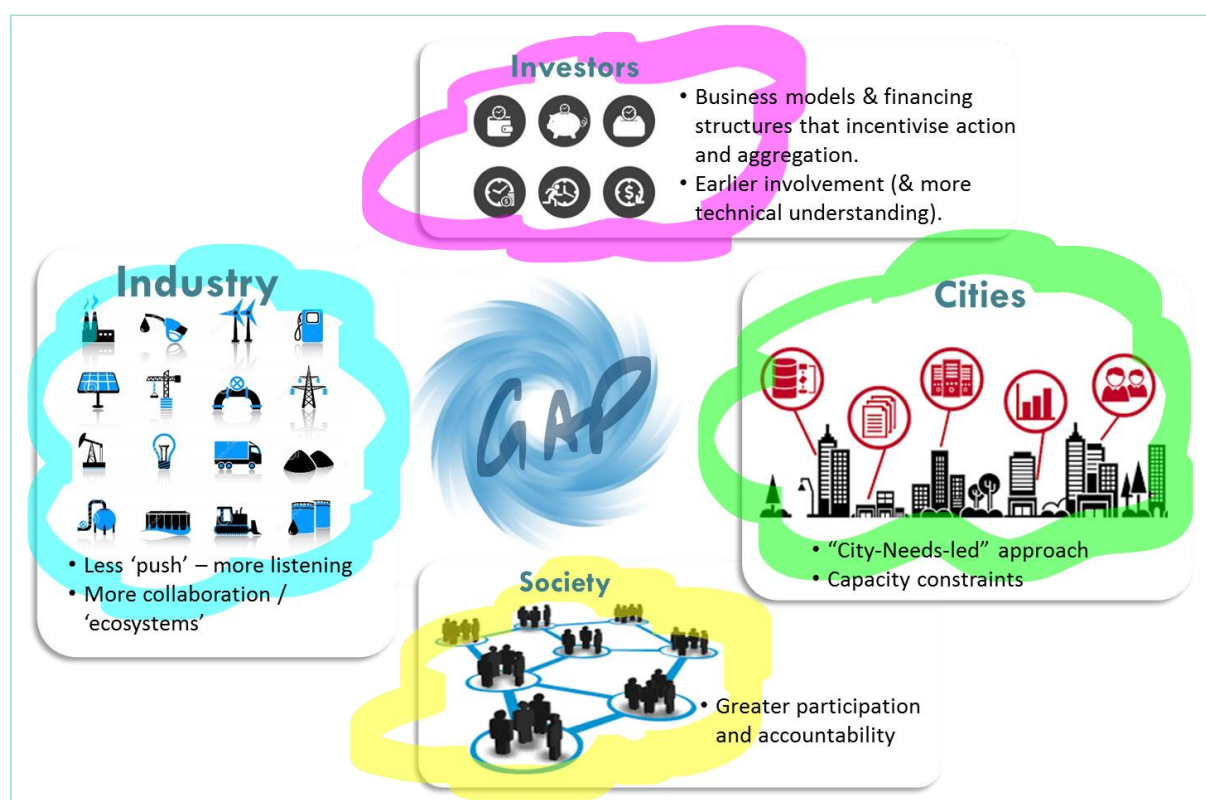 Investors
• Business models & financing
structures that incentivise action
and aggregation.
• Earlier involvement (& more
technical understanding).
Industry
• Less ‘push’ – more listening
• More collaboration /
‘ecosystems’
GAP
Cities
• “City-Needs-led” approach
• Capacity constraints
Society
• Greater participation
and accountability